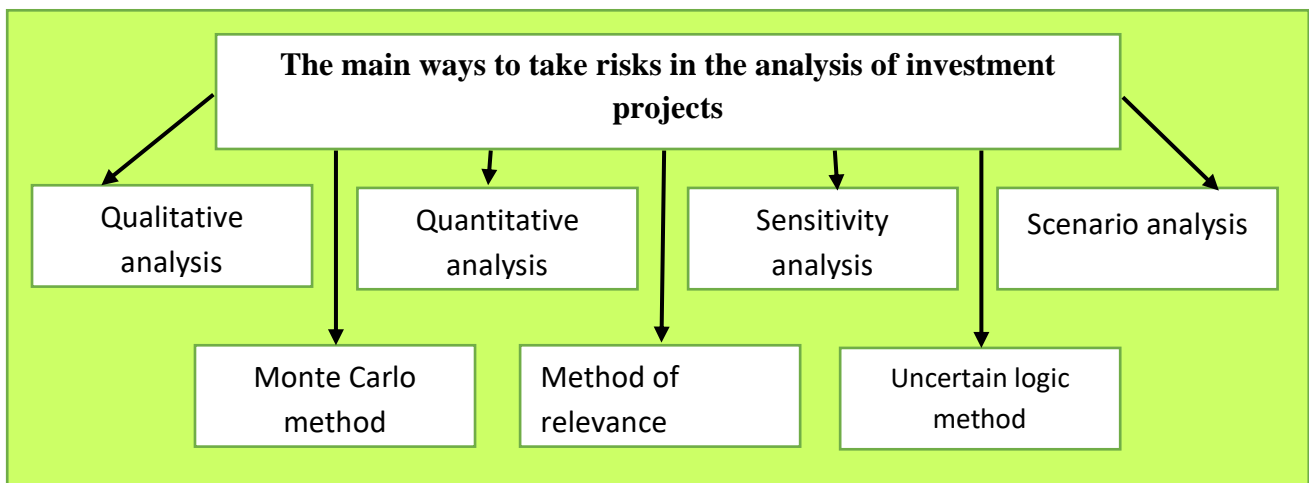 The main ways to take risks in the analysis of investment
projects
Qualitative
analysis
Quantitative
analysis
Sensitivity
analysis
Scenario analysis
Monte Carlo
method
Method of
relevance
Uncertain logic
method